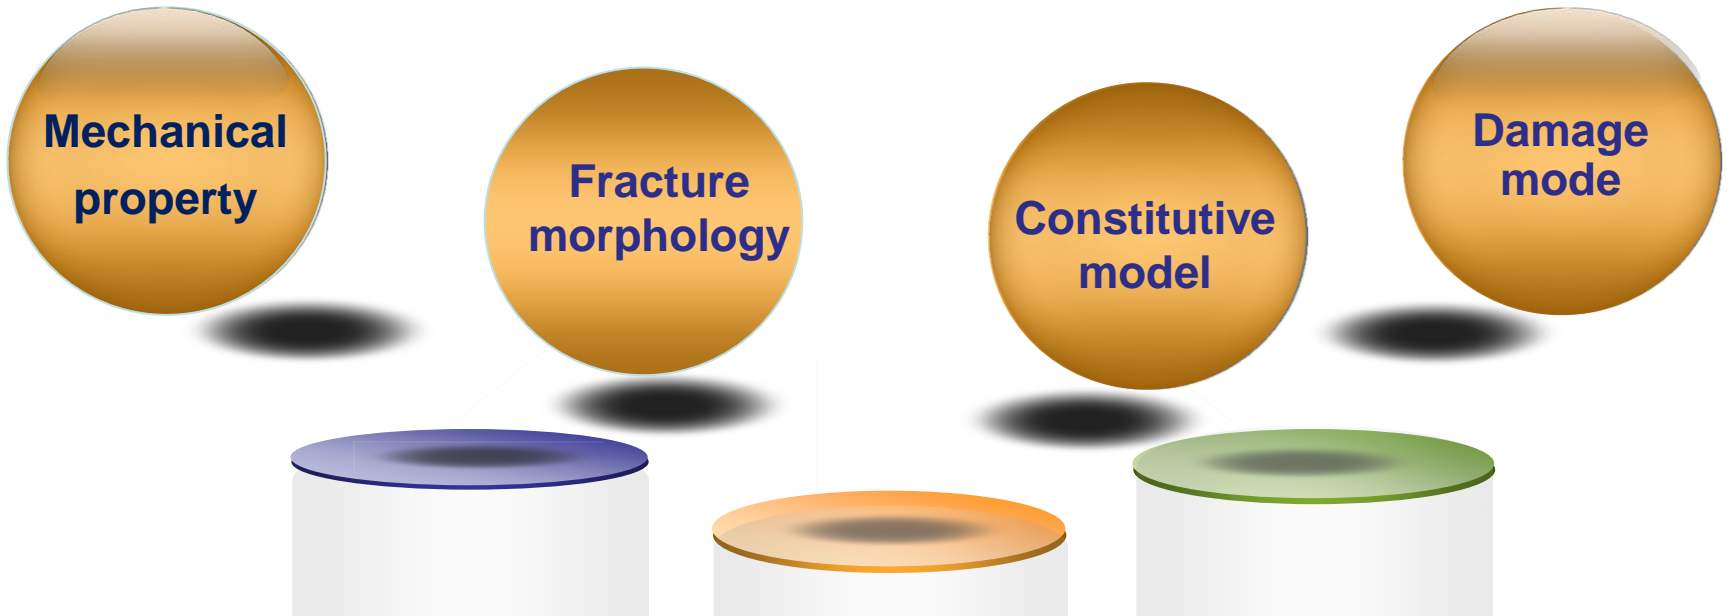 Mechanical
property
Fracture
morphology
Constitutive
model
Damage
mode